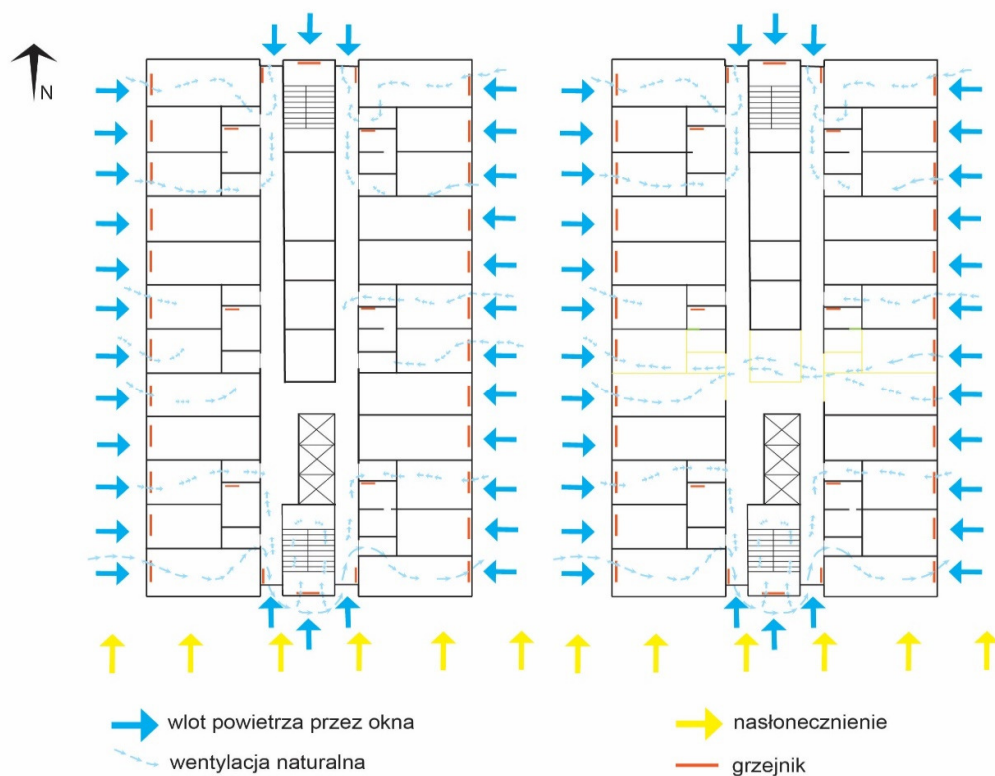 N
wlot powietrza przez okna
nasłonecznienie
wentylacja naturalna
grzejnik